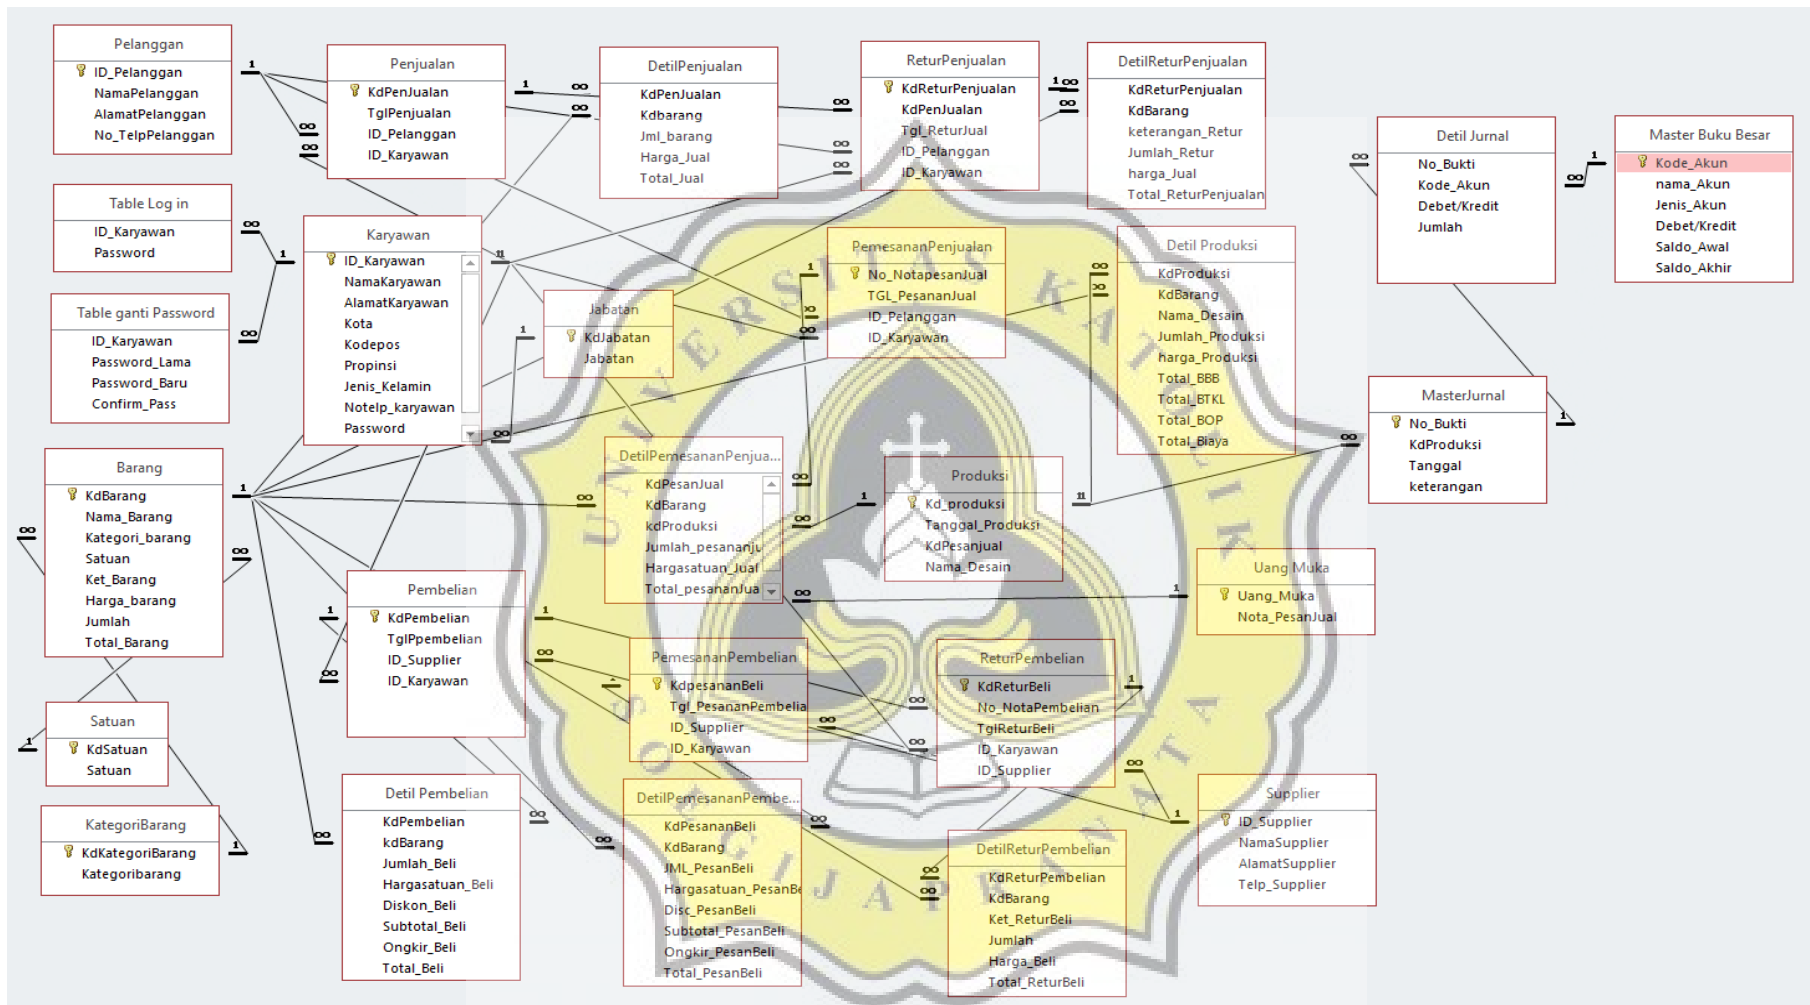 Pelanggan
ID_Pelanggan
NamaPelanggan
AlamatPelanggan
No_TelpPelanggan
Penjualan
KdPenJualan
TglPenjualan
ID_Pelanggan
ID_Karyawan
DetilPenjualan
KdPenJualan
Kdbarang
Jml_barang
Harga_Jual
Total_Jual
ReturPenjualan
KdReturPenjualan
KdPenJualan
Tgl_ReturJual
ID_Pelanggan
ID_Karyawan
DetilReturPenjualan
KdReturPenjualan
KdBarang
keterangan_Retur
Jumlah_Retur
harga_Jual
Total_ReturPenjualan
Detil Jurnal
No_Bukti
Kode_Akun
Debet/Kredit
Jumlah
Master Buku Besar
Kode_Akun
nama_Akun
Jenis_Akun
Debet/Kredit
Saldo_Awal
Saldo_Akhir
Table Log in
ID_Karyawan
Password
Karyawan
ID_Karyawan
NamaKaryawan
AlamatKaryawan
Kota
Kodepos
Propinsi
Jenis_Kelamin
Notelp_karyawan
Password
Table ganti Password
ID_Karyawan
Password_Lama
Password_Baru
Confirm_Pass
Jabatan
KdJabatan
Jabatan
PemesananPenjualan
No_NotapesanJual
TGL_PesananJual
ID_Pelanggan
ID_Karyawan
Detil Produksi
KdProduksi
KdBarang
Nama_Desain
Jumlah_Produksi
harga_Produksi
Total_BBB
Total_BTKL
Total_BOP
Total_Biaya
MasterJurnal
No_Bukti
KdProduksi
Tanggal
keterangan
Barang
KdBarang
Nama_Barang
Kategori_barang
Satuan
Ket_Barang
Harga_barang
Jumlah
Total_Barang
DetilPemesananPenjua...
KdPesanJual
KdBarang
kdProduksi
Jumlah_pesananju
Hargasatuan_Jual
Total_pesananJua
Produksi
Kd_produksi
Tanggal_Produksi
KdPesanjual
Nama_Desain
Uang Muka
Uang_Muka
Nota_PesanJual
Pembelian
KdPembelian
TglPpembelian
ID_Supplier
ID_Karyawan
PemesananPembelian
KdpesananBeli
Tgl_PesananPembelia
ID_Supplier
ID_Karyawan
ReturPembelian
KdReturBeli
No_NotaPembelian
TglReturBeli
ID_Karyawan
ID_Supplier
Satuan
KdSatuan
Satuan
KategoriBarang
KdKategoriBarang
Kategoribarang
Detil Pembelian
KdPembelian
kdBarang
Jumlah_Beli
Hargasatuan_Beli
Diskon_Beli
Subtotal_Beli
Ongkir_Beli
Total_Beli
DetilPemesananPembe...
KdPesananBeli
KdBarang
JML_PesanBeli
Hargasatuan_PesanBe
Disc_PesanBeli
Subtotal_PesanBeli
Ongkir_PesanBeli
Total_PesanBeli
DetilReturPembelian
KdReturPembelian
KdBarang
Ket_ReturBeli
Jumlah
Harga_Beli
Total_ReturBeli
Supplier
ID_Supplier
NamaSupplier
AlamatSupplier
Telp_Supplier
UNIVERSITAS KATOLIK
SOEGIJAPRANATA